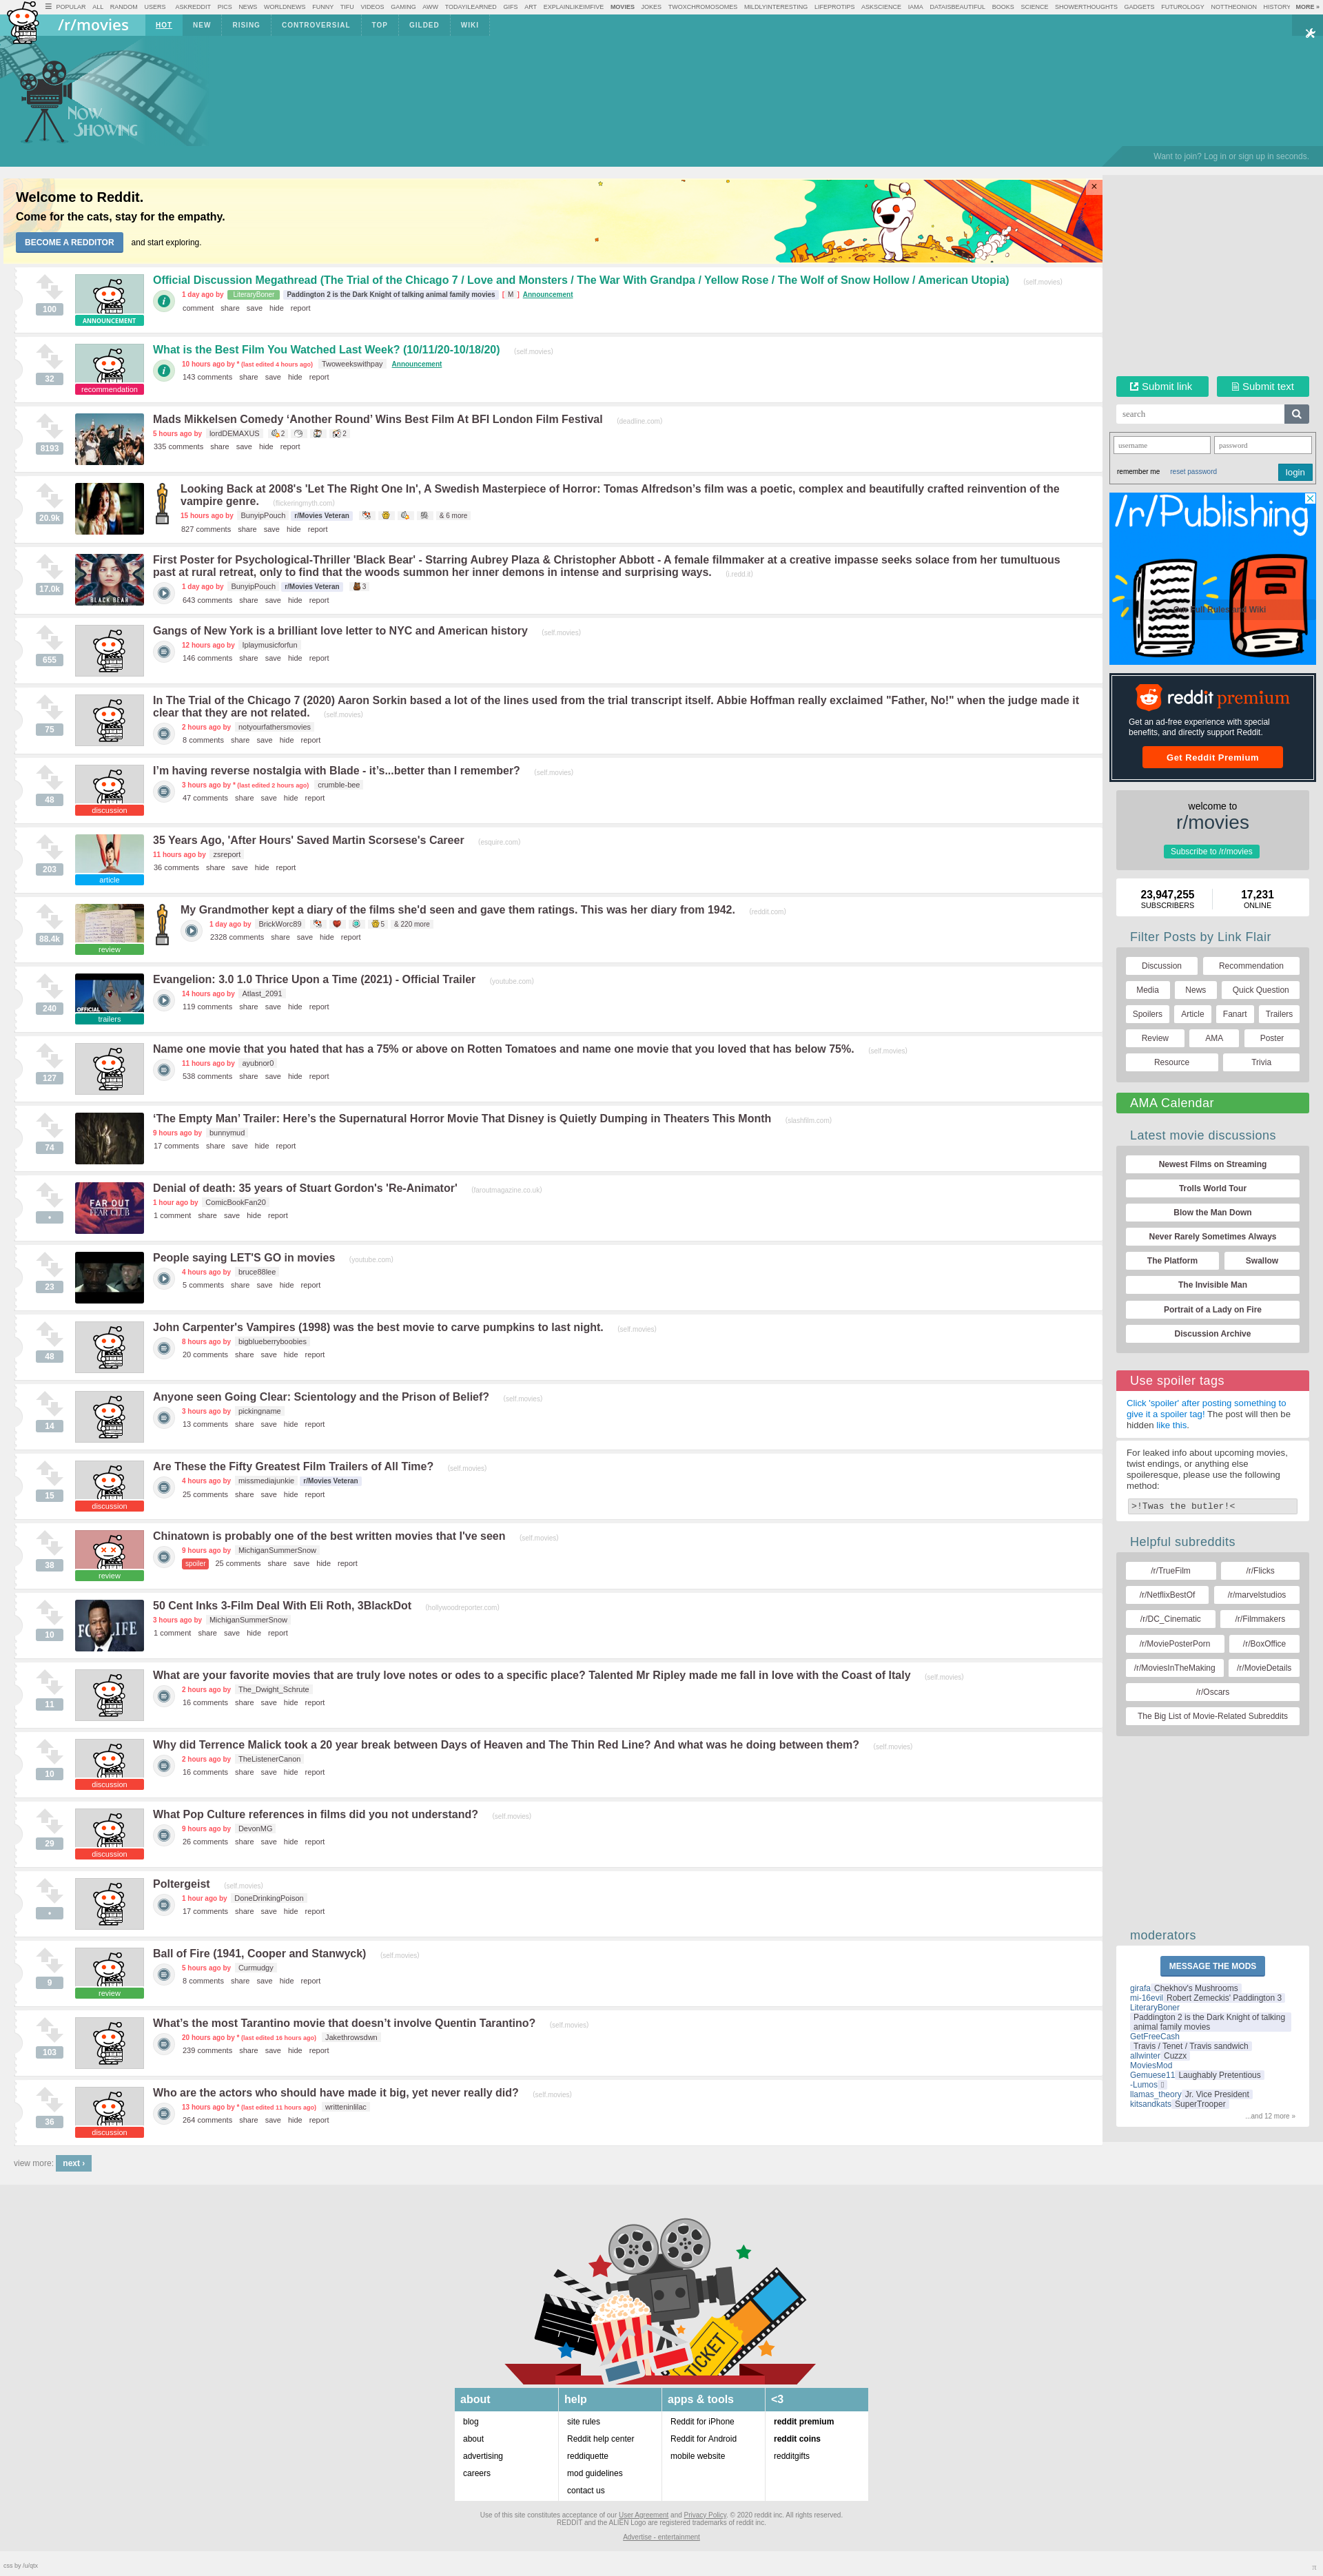 POPULAR ALL RANDOM USERS ASKREDDIT PICS NEWS WORLDNEWS FUNNY TIFU VIDEOS GAMING AWW TODAYILEARNED GIFS ART EXPLAINLIKEIMFIVE MOVIES JOKES TWOXCHROMOSOMES MILDLYINTERESTING LIFEPROTIPS ASKSCIENCE IAMA DATAISBEAUTIFUL BOOKS SCIENCE SHOWERTHOUGHTS GADGETS FUTUROLOGY NOTTHEONION HISTORY MORE »
/r/movies HOT NEW RISING CONTROVERSIAL TOP GILDED WIKI
NOW SHOWING
Want to join? Log in or sign up in seconds.
Welcome to Reddit.
Come for the cats, stay for the empathy.
BECOME A REDDITOR and start exploring.
Official Discussion Megathread (The Trial of the Chicago 7 / Love and Monsters / The War With Grandpa / Yellow Rose / The Wolf of Snow Hollow / American Utopia) (self.movies)
1 day ago by LiteraryBoner Paddington 2 is the Dark Knight of talking animal family movies [ M ] Announcement
100
comment share save hide report
ANNOUNCEMENT
What is the Best Film You Watched Last Week? (10/11/20-10/18/20) (self.movies)
10 hours ago by * (last edited 4 hours ago) Twoweekswithpay Announcement
32
143 comments share save hide report
recommendation
Mads Mikkelsen Comedy ‘Another Round’ Wins Best Film At BFI London Film Festival (deadline.com)
5 hours ago by lordDEMAXUS 2 2
8193
335 comments share save hide report
Looking Back at 2008's 'Let The Right One In', A Swedish Masterpiece of Horror: Tomas Alfredson’s film was a poetic, complex and beautifully crafted reinvention of the
vampire genre. (flickeringmyth.com)
20.9k
15 hours ago by BunyipPouch r/Movies Veteran & 6 more
827 comments share save hide report
First Poster for Psychological-Thriller 'Black Bear' - Starring Aubrey Plaza & Christopher Abbott - A female filmmaker at a creative impasse seeks solace from her tumultuous
past at rural retreat, only to find that the woods summon her inner demons in intense and surprising ways. (i.redd.it)
17.0k
1 day ago by BunyipPouch r/Movies Veteran 3
BLACK BEAR
643 comments share save hide report
Gangs of New York is a brilliant love letter to NYC and American history (self.movies)
12 hours ago by Iplaymusicforfun
655
146 comments share save hide report
In The Trial of the Chicago 7 (2020) Aaron Sorkin based a lot of the lines used from the trial transcript itself. Abbie Hoffman really exclaimed "Father, No!" when the judge made it
clear that they are not related. (self.movies)
75
2 hours ago by notyourfathersmovies
8 comments share save hide report
I’m having reverse nostalgia with Blade - it’s...better than I remember? (self.movies)
3 hours ago by * (last edited 2 hours ago) crumble-bee
48
47 comments share save hide report
discussion
35 Years Ago, 'After Hours' Saved Martin Scorsese's Career (esquire.com)
11 hours ago by zsreport
203
36 comments share save hide report
article
My Grandmother kept a diary of the films she'd seen and gave them ratings. This was her diary from 1942. (reddit.com)
1 day ago by BrickWorc89 5 & 220 more
88.4k
2328 comments share save hide report
review
Evangelion: 3.0 1.0 Thrice Upon a Time (2021) - Official Trailer (youtube.com)
14 hours ago by Atlast_2091
240
OFFICIAL
119 comments share save hide report
trailers
Name one movie that you hated that has a 75% or above on Rotten Tomatoes and name one movie that you loved that has below 75%. (self.movies)
11 hours ago by ayubnor0
127
538 comments share save hide report
‘The Empty Man’ Trailer: Here’s the Supernatural Horror Movie That Disney is Quietly Dumping in Theaters This Month (slashfilm.com)
9 hours ago by bunnymud
74
17 comments share save hide report
Denial of death: 35 years of Stuart Gordon's 'Re-Animator' (faroutmagazine.co.uk)
1 hour ago by ComicBookFan20
•
FAR OUT
FEAR CLUB
1 comment share save hide report
People saying LET'S GO in movies (youtube.com)
4 hours ago by bruce88lee
23
5 comments share save hide report
John Carpenter's Vampires (1998) was the best movie to carve pumpkins to last night. (self.movies)
8 hours ago by bigblueberryboobies
48
20 comments share save hide report
Anyone seen Going Clear: Scientology and the Prison of Belief? (self.movies)
3 hours ago by pickingname
14
13 comments share save hide report
Are These the Fifty Greatest Film Trailers of All Time? (self.movies)
4 hours ago by missmediajunkie r/Movies Veteran
15
25 comments share save hide report
discussion
Chinatown is probably one of the best written movies that I've seen (self.movies)
9 hours ago by MichiganSummerSnow
38
spoiler 25 comments share save hide report
review
50 Cent Inks 3-Film Deal With Eli Roth, 3BlackDot (hollywoodreporter.com)
3 hours ago by MichiganSummerSnow
10
1 comment share save hide report
What are your favorite movies that are truly love notes or odes to a specific place? Talented Mr Ripley made me fall in love with the Coast of Italy (self.movies)
2 hours ago by The_Dwight_Schrute
11
16 comments share save hide report
Why did Terrence Malick took a 20 year break between Days of Heaven and The Thin Red Line? And what was he doing between them? (self.movies)
2 hours ago by TheListenerCanon
10
16 comments share save hide report
discussion
What Pop Culture references in films did you not understand? (self.movies)
9 hours ago by DevonMG
29
26 comments share save hide report
discussion
Poltergeist (self.movies)
1 hour ago by DoneDrinkingPoison
•
17 comments share save hide report
Ball of Fire (1941, Cooper and Stanwyck) (self.movies)
5 hours ago by Curmudgy
9
8 comments share save hide report
review
What’s the most Tarantino movie that doesn’t involve Quentin Tarantino? (self.movies)
20 hours ago by * (last edited 16 hours ago) Jakethrowsdwn
103
239 comments share save hide report
Who are the actors who should have made it big, yet never really did? (self.movies)
13 hours ago by * (last edited 11 hours ago) writteninlilac
36
264 comments share save hide report
discussion
view more: next ›
Submit link Submit text
search
username password
remember me reset password login
/r/Publishing
Our Full Rules and Wiki
reddit premium
Get an ad-free experience with special
benefits, and directly support Reddit.
Get Reddit Premium
welcome to
r/movies
Subscribe to /r/movies
23,947,255 17,231
SUBSCRIBERS ONLINE
Filter Posts by Link Flair
Discussion Recommendation
Media News Quick Question
Spoilers Article Fanart Trailers
Review AMA Poster
Resource Trivia
AMA Calendar
Latest movie discussions
Newest Films on Streaming
Trolls World Tour
Blow the Man Down
Never Rarely Sometimes Always
The Platform Swallow
The Invisible Man
Portrait of a Lady on Fire
Discussion Archive
Use spoiler tags
Click 'spoiler' after posting something to
give it a spoiler tag! The post will then be
hidden like this.
For leaked info about upcoming movies,
twist endings, or anything else
spoileresque, please use the following
method:
>!Twas the butler!<
Helpful subreddits
/r/TrueFilm /r/Flicks
/r/NetflixBestOf /r/marvelstudios
/r/DC_Cinematic /r/Filmmakers
/r/MoviePosterPorn /r/BoxOffice
/r/MoviesInTheMaking /r/MovieDetails
/r/Oscars
The Big List of Movie-Related Subreddits
moderators
MESSAGE THE MODS
girafa Chekhov's Mushrooms
mi-16evil Robert Zemeckis' Paddington 3
LiteraryBoner
Paddington 2 is the Dark Knight of talking
animal family movies
GetFreeCash
Travis / Tenet / Travis sandwich
allwinter Cuzzx
MoviesMod
Gemuese11 Laughably Pretentious
-Lumos
llamas_theory Jr. Vice President
kitsandkats SuperTrooper
...and 12 more »
TICKET
about help apps & tools <3
blog site rules Reddit for iPhone reddit premium
about Reddit help center Reddit for Android reddit coins
advertising reddiquette mobile website redditgifts
careers mod guidelines
contact us
Use of this site constitutes acceptance of our User Agreement and Privacy Policy. © 2020 reddit inc. All rights reserved.
REDDIT and the ALIEN Logo are registered trademarks of reddit inc.
Advertise - entertainment
css by /u/qtx
π